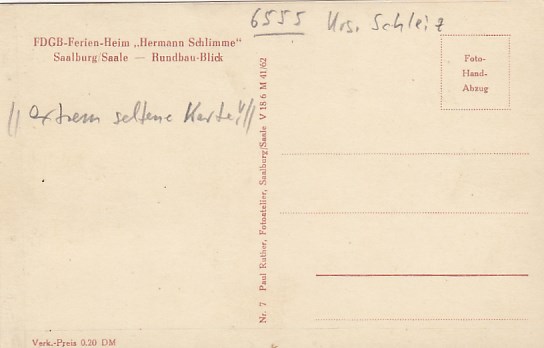 6555 Krs. Schleiz
FDGB-Ferien-Heim „Hermann Schlimme“
Saalburg/Saale — Rundbau-Blick
Foto-
Hand-
Abzug
// extrem seltene Karte!! //
Nr. 7 Paul Ruther, Fotoatelier, Saalburg/Saale V 18 6 M 41/62
Verk.-Preis 0.20 DM